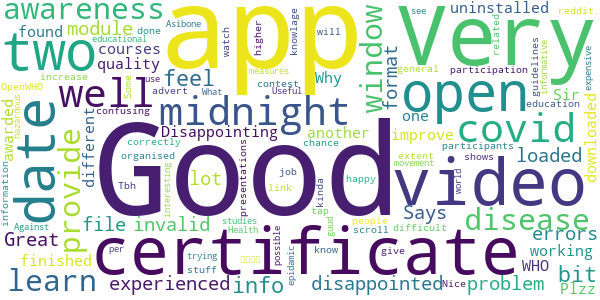 awareness
two
app
very
Asibone
done
educational
found
module
courses
quality
well
feel
watch
higher
knowlage
will
window
uninstalled
see
reddit
related
format
Why
general
participation
guidelines
informative
expensive
increase
use
measures
Some
OpenWHO
confusing
advert
What
contest
Useful
Sir
education
open
midnight
one
date
awarded
hazardous
provide
different
Disappointing
another
chance
improve
covid
loaded
downloaded
correctly
organised
extent
movement
participants
shows
Good
video
information
Against
lot
file
invalid
Tbh
interesting
presentations
link
job
kinda
happy
tap
gund
people
scroll
difficult
world
Says
disease
Great
finished
certificate
errors
WHO
working
learn
bit
Plzz
experienced
info
per
trying
stuff
studies
Health
possible
epidamic
know
give
disappointed
Nice
problem